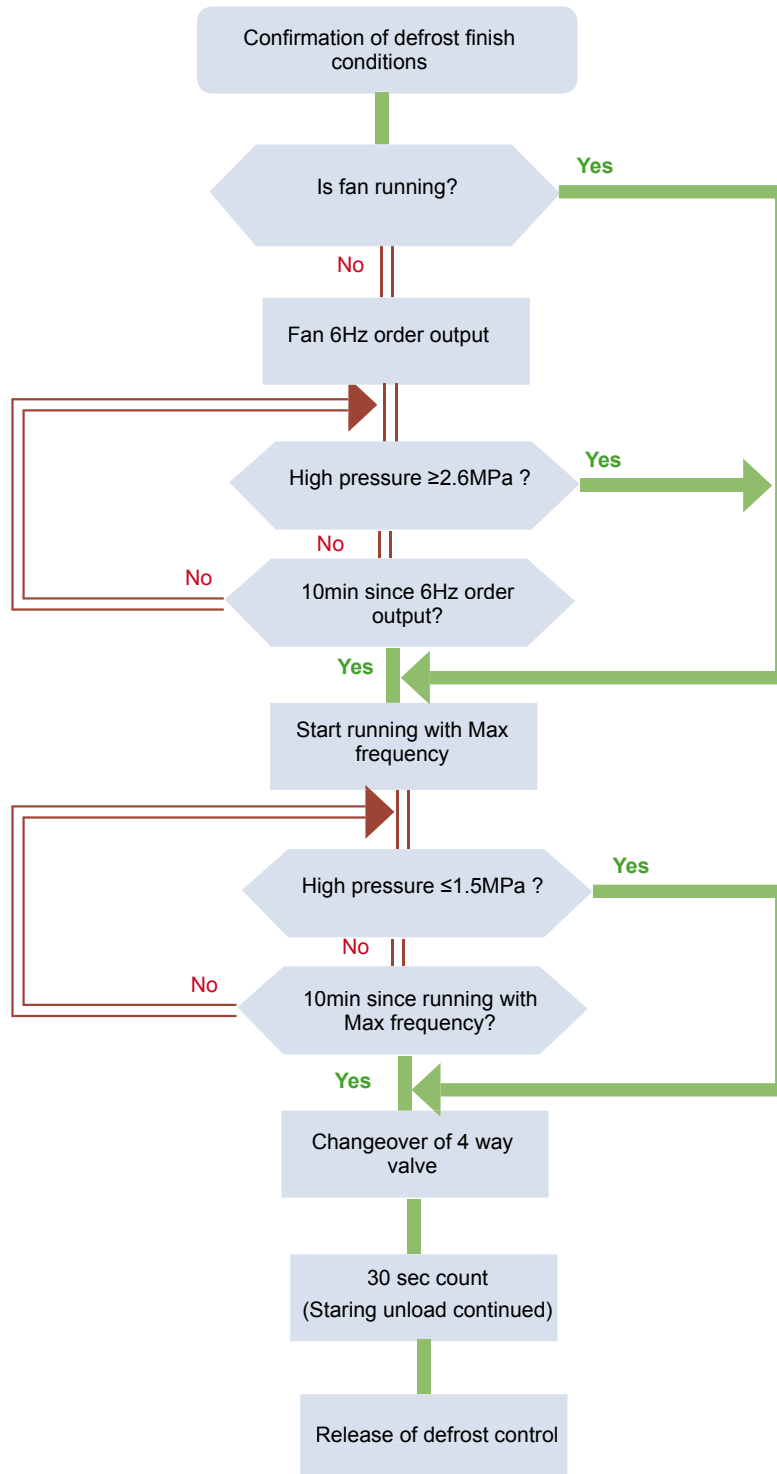 Confirmation of defrost finish
conditions
Is fan running?
Yes
No
Fan 6Hz order output
High pressure ≥2.6MPa ?
Yes
No
No
10min since 6Hz order
output?
Yes
Start running with Max
frequency
High pressure ≤1.5MPa ?
Yes
No
No
10min since running with
Max frequency?
Yes
Changeover of 4 way
valve
30 sec count
(Staring unload continued)
Release of defrost control